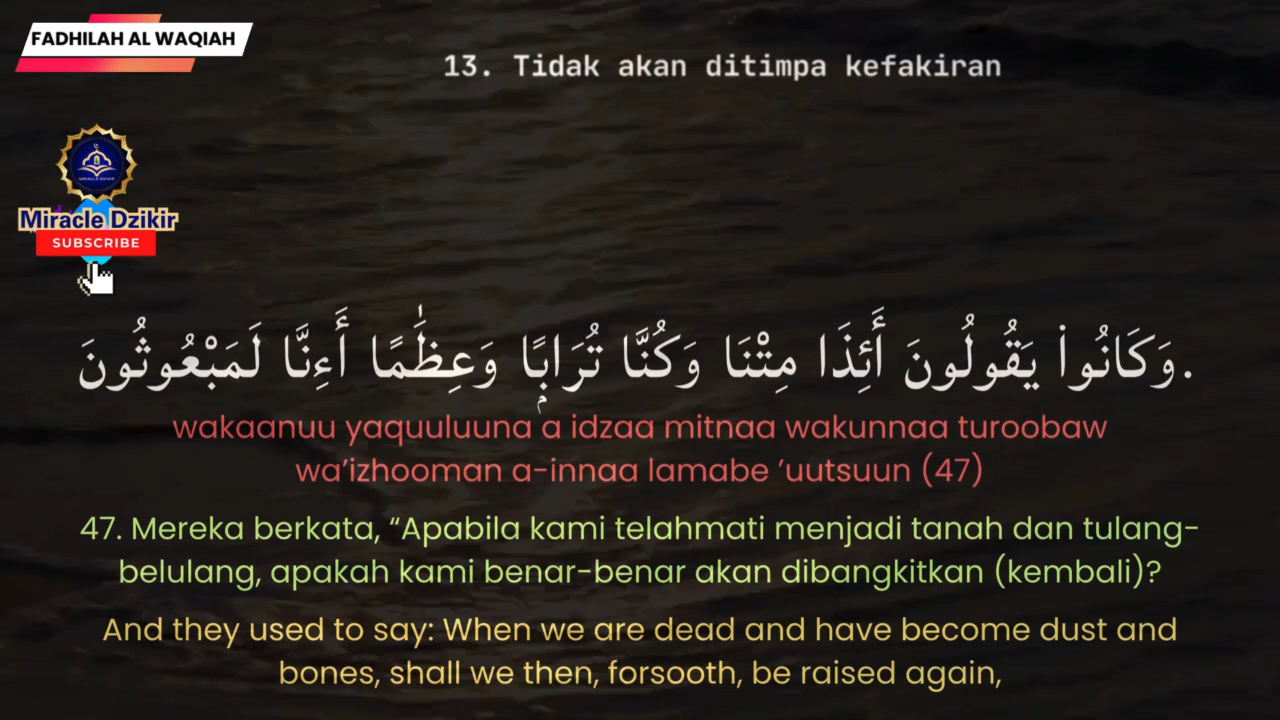 FADHILAH AL WAQIAH
13. Tidak akan ditimpa kefakiran
Miracle Dzikir
SUBSCRIBE
وَكَانُوا۟ يَقُولُونَ أَئِذَا مِتْنَا وَكُنَّا تُرَابًۭا وَعِظَٰمًا أَءِنَّا لَمَبْعُوثُونَ.
wakaanuu yaquuluuna a idzaa mitnaa wakunnaa turoobaw
wa’izhooman a-innaa lamabe ’uutsuun (47)
47. Mereka berkata, “Apabila kami telahmati menjadi tanah dan tulang-
belulang, apakah kami benar-benar akan dibangkitkan (kembali)?
And they used to say: When we are dead and have become dust and
bones, shall we then, forsooth, be raised again,